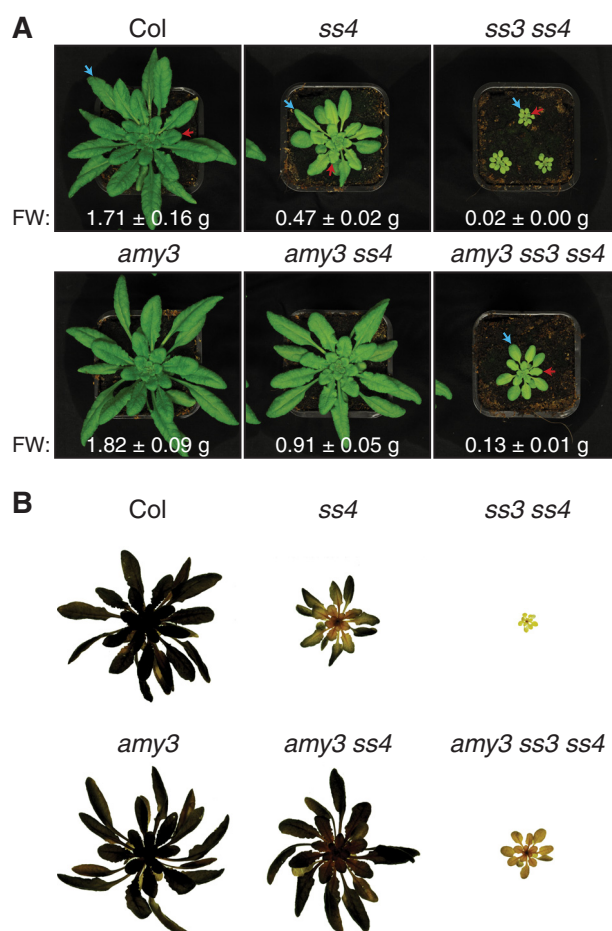 A
Col ss4 ss3 ss4
FW: 1.71 ± 0.16 g 0.47 ± 0.02 g 0.02 ± 0.00 g
amy3 amy3 ss4 amy3 ss3 ss4
FW: 1.82 ± 0.09 g 0.91 ± 0.05 g 0.13 ± 0.01 g
B
Col ss4 ss3 ss4
amy3 amy3 ss4 amy3 ss3 ss4